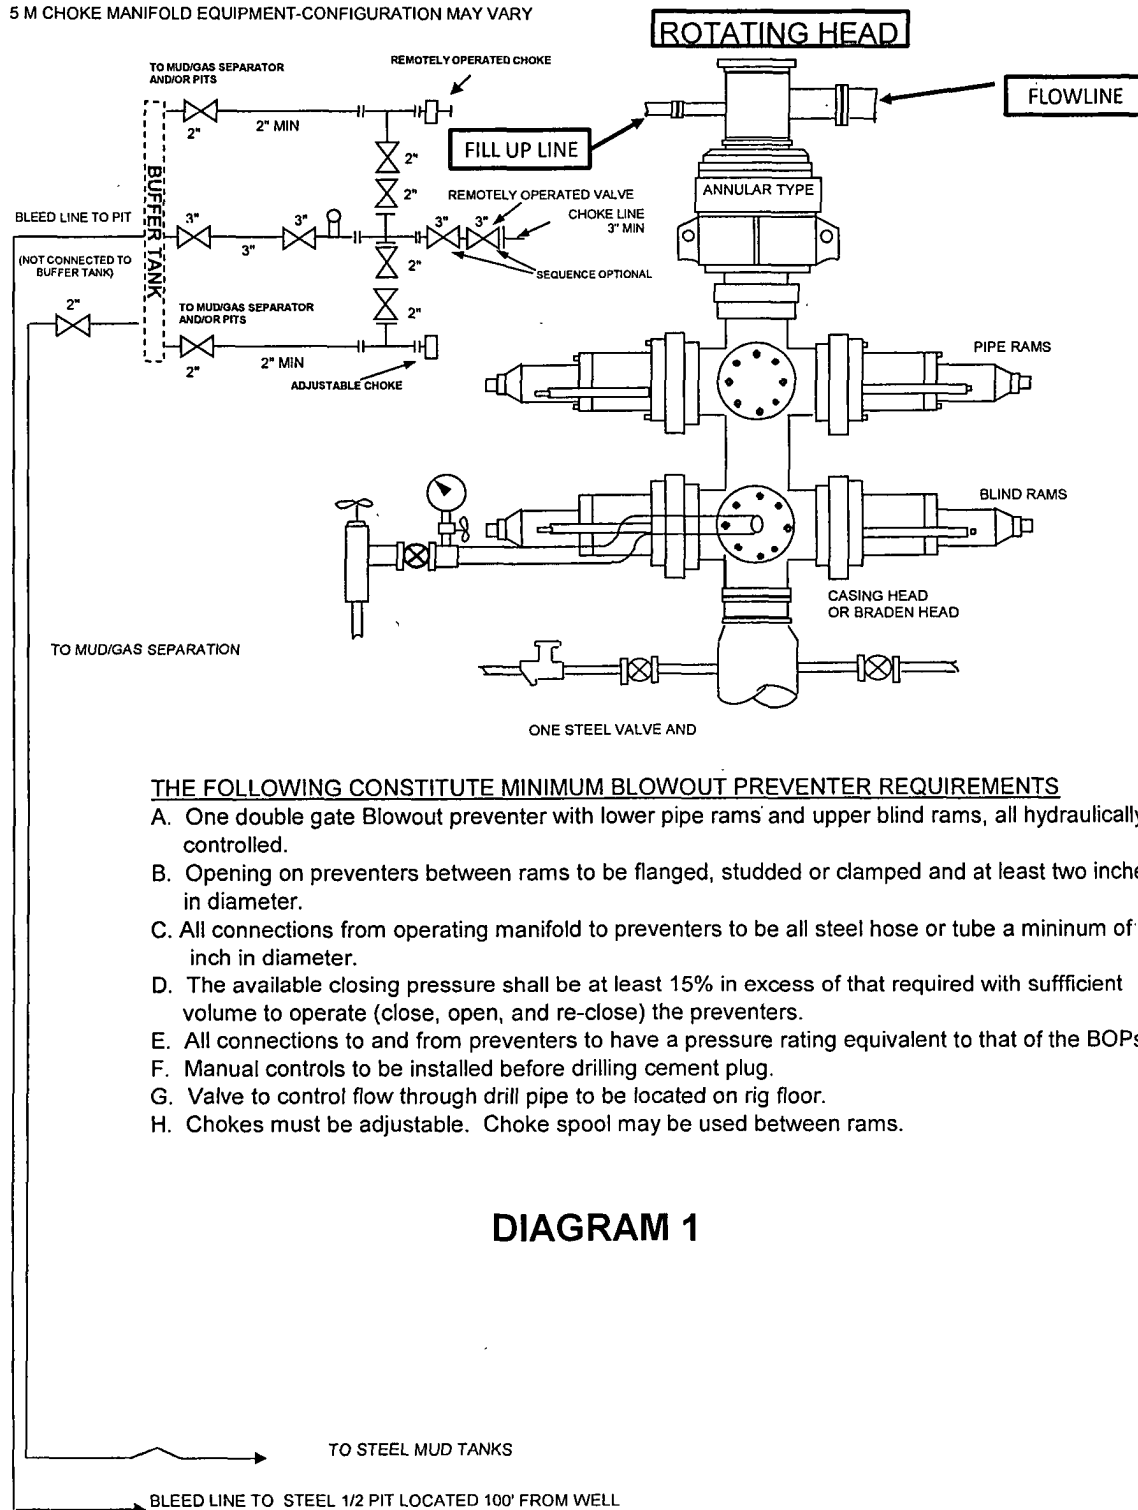 5 M CHOKE MANIFOLD EQUIPMENT-CONFIGURATION MAY VARY
ROTATING HEAD
TO MUD/GAS SEPARATOR
AND/OR PITS
REMOTELY OPERATED CHOKE
FLOWLINE
2"
2" MIN
FILL UP LINE
2"
2"
BUFFER TANK
ANNULAR TYPE
REMOTELY OPERATED VALVE
CHOKE LINE
3" MIN
BLEED LINE TO PIT
3"
3"
3"
3"
3"
(NOT CONNECTED TO
BUFFER TANK)
2"
SEQUENCE OPTIONAL
2"
TO MUD/GAS SEPARATOR
AND/OR PITS
2"
2"
2" MIN
ADJUSTABLE CHOKE
PIPE RAMS
BLIND RAMS
CASING HEAD
OR BRADEN HEAD
TO MUD/GAS SEPARATION
ONE STEEL VALVE AND
THE FOLLOWING CONSTITUTE MINIMUM BLOWOUT PREVENTER REQUIREMENTS
A. One double gate Blowout preventer with lower pipe rams and upper blind rams, all hydraulically
controlled.
B. Opening on preventers between rams to be flanged, studded or clamped and at least two inche
in diameter.
C. All connections from operating manifold to preventers to be all steel hose or tube a mininum of
inch in diameter.
D. The available closing pressure shall be at least 15% in excess of that required with suffficient
volume to operate (close, open, and re-close) the preventers.
E. All connections to and from preventers to have a pressure rating equivalent to that of the BOPs
F. Manual controls to be installed before drilling cement plug.
G. Valve to control flow through drill pipe to be located on rig floor.
H. Chokes must be adjustable. Choke spool may be used between rams.
DIAGRAM 1
TO STEEL MUD TANKS
BLEED LINE TO STEEL 1/2 PIT LOCATED 100' FROM WELL